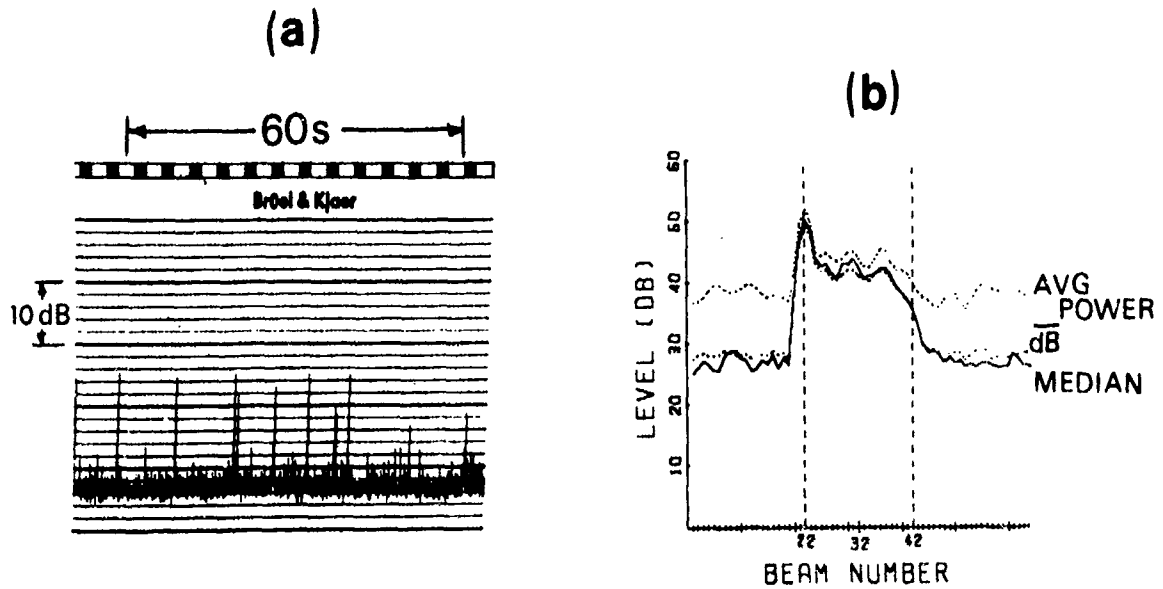 (a)
60s
Brüel & Kjaer
10 dB
(b)
60
50
40
30
20
10
LEVEL (DB)
AVG
POWER
dB
MEDIAN
22 32 42
BEAM NUMBER